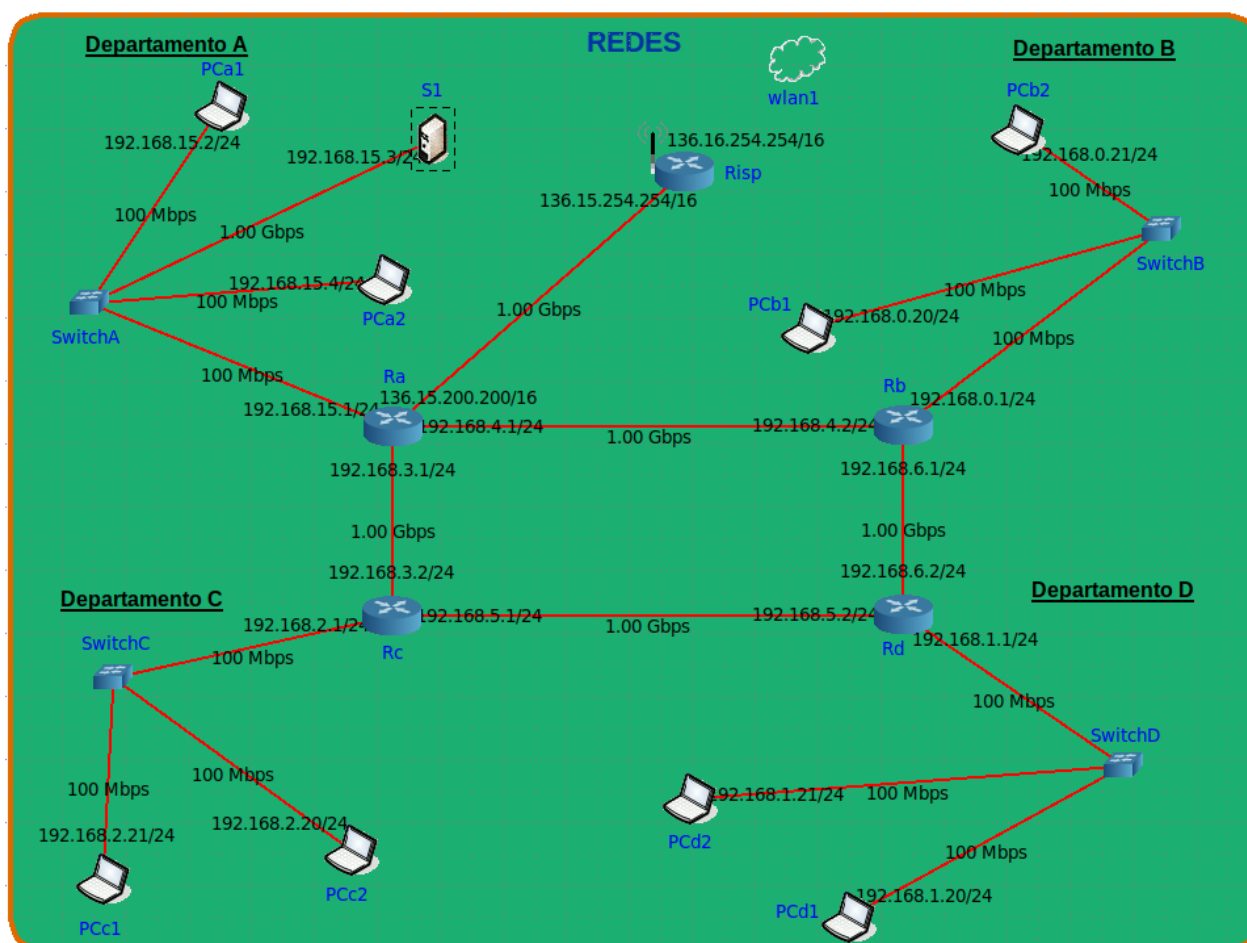 REDES
Departamento A
PCa1
S1
wlan1
Departamento B
PCb2
192.168.15.2/24
192.168.15.3/24
136.16.254.254/16
Risp
136.15.254.254/16
192.168.0.21/24
100 Mbps
100 Mbps
1.00 Gbps
192.168.15.4/24
100 Mbps
PCa2
SwitchA
1.00 Gbps
SwitchB
100 Mbps
PCb1
192.168.0.20/24
100 Mbps
100 Mbps
Ra
136.15.200.200/16
192.168.15.1/24
192.168.4.1/24
1.00 Gbps
192.168.4.2/24
Rb
192.168.0.1/24
192.168.3.1/24
192.168.6.1/24
1.00 Gbps
1.00 Gbps
192.168.3.2/24
192.168.6.2/24
Departamento C
Departamento D
192.168.2.1/24
192.168.5.1/24
1.00 Gbps
192.168.5.2/24
192.168.1.1/24
SwitchC
100 Mbps
Rc
Rd
100 Mbps
SwitchD
100 Mbps
100 Mbps
192.168.1.21/24
100 Mbps
192.168.2.21/24
192.168.2.20/24
PCd2
100 Mbps
PCc2
192.168.1.20/24
PCc1
PCd1